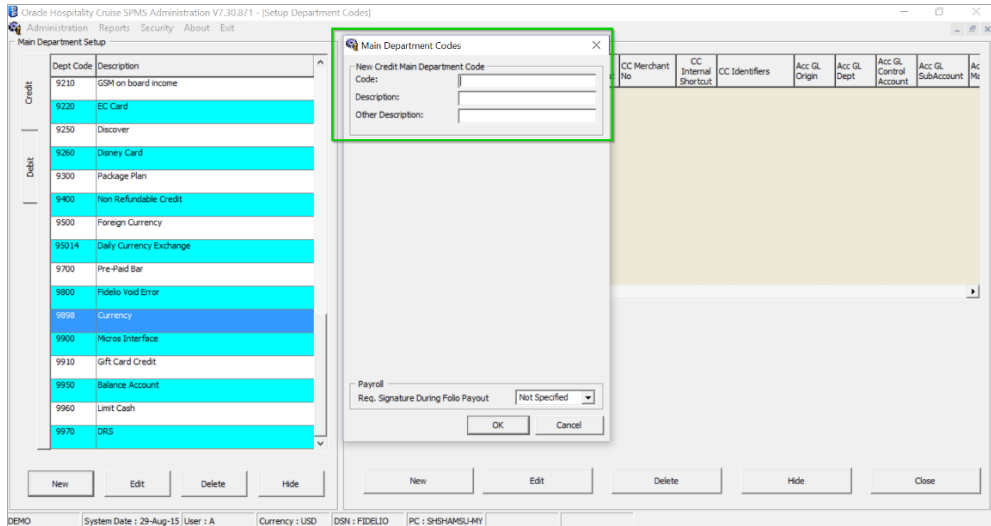 Oracle Hospitality Cruise SPMS Administration V7.30.871 - [Setup Department Codes]
Administration Reports Security About Exit
Main Department Setup
Credit
Debit
Dept Code Description
9210 GSM on board income
9220 EC Card
9250 Discover
9260 Disney Card
9300 Package Plan
9400 Non Refundable Credit
9500 Foreign Currency
95014 Daily Currency Exchange
9700 Pre-Paid Bar
9800 Fidelio Void Error
9898 Currency
9900 Micros Interface
9910 Gift Card Credit
9950 Balance Account
9960 Limit Cash
9970 DRS
New Edit Delete Hide
Main Department Codes
New Credit Main Department Code
Code:
Description:
Other Description:
Payroll
Req. Signature During Folio Payout Not Specified
OK Cancel
CC Merchant No
CC Internal Shortcut
CC Identifiers
Acc GL Origin
Acc GL Dept
Acc GL Control Account
Acc GL SubAccount
New Edit Delete Hide Close
DEMO System Date : 29-Aug-15 User : A Currency : USD DSN : FIDELIO PC : SHSHAMSU-MY